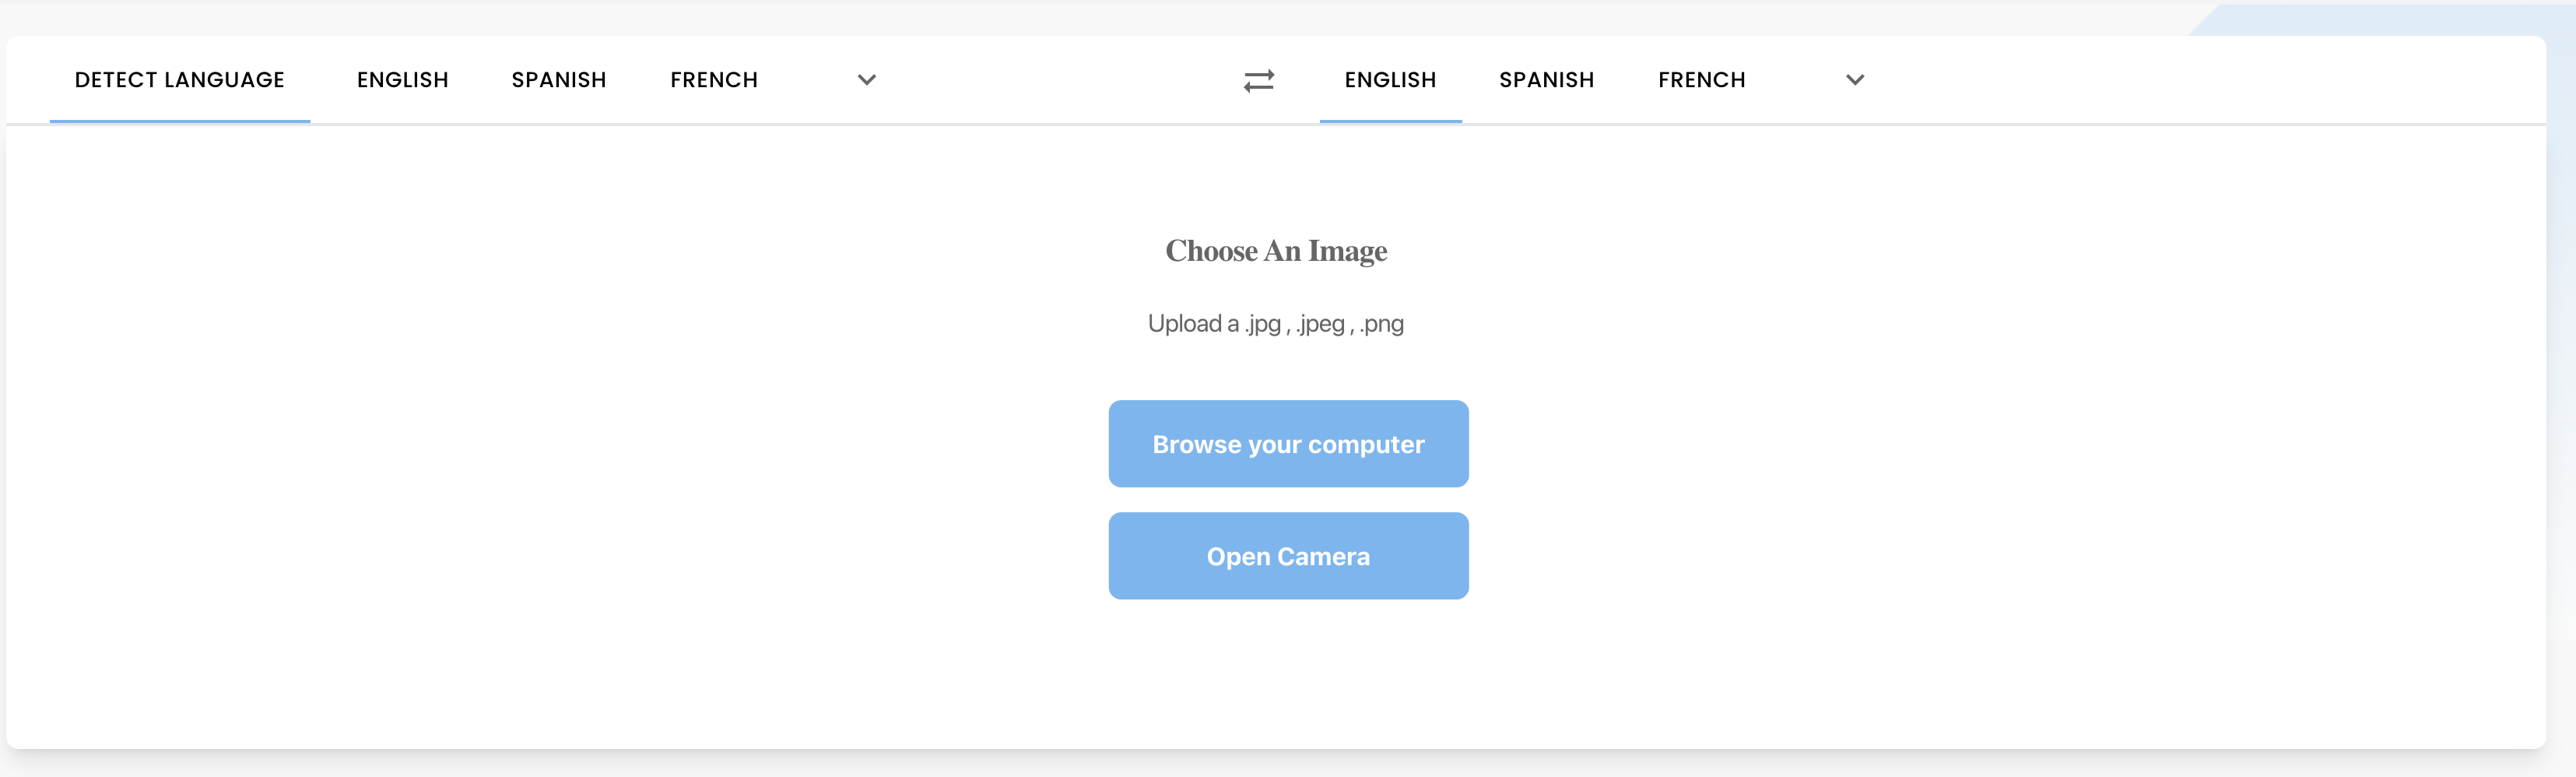 DETECT LANGUAGE ENGLISH SPANISH FRENCH ENGLISH SPANISH FRENCH
Choose An Image
Upload a .jpg , .jpeg , .png
Browse your computer
Open Camera